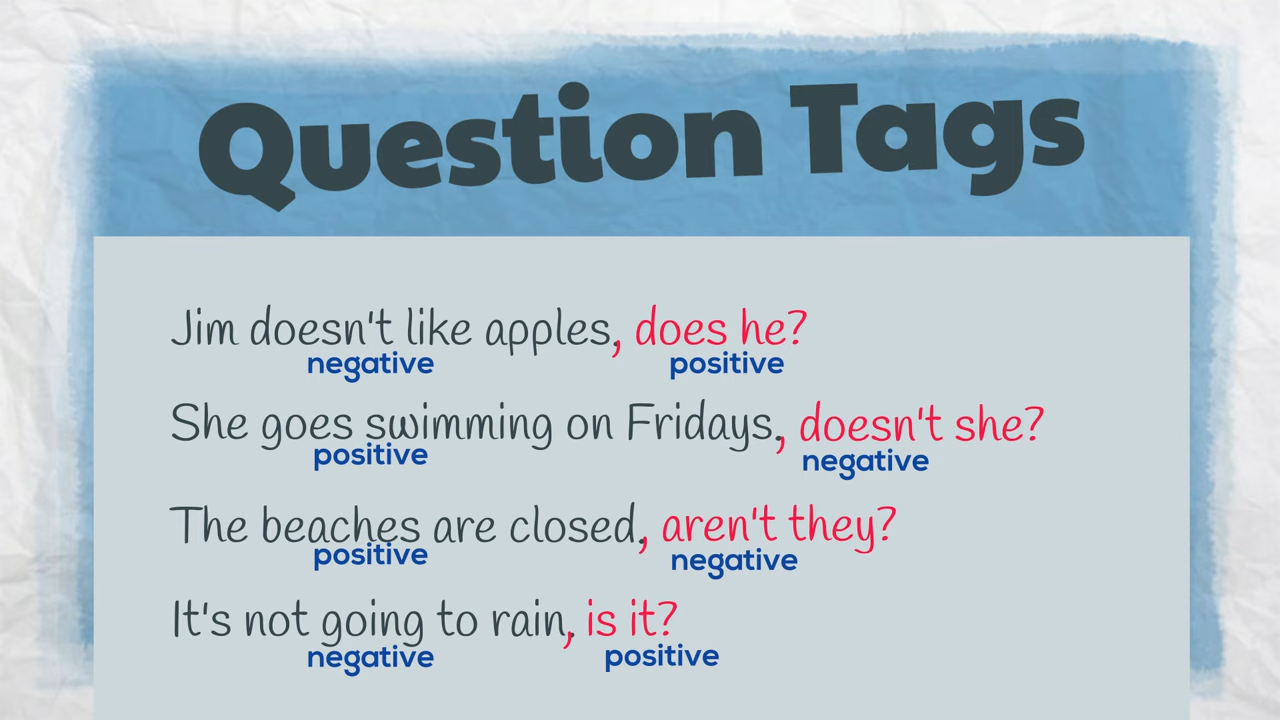 Question Tags
Jim doesn't like apples, does he?
negative positive
She goes swimming on Fridays, doesn't she?
positive negative
The beaches are closed, aren't they?
positive negative
It's not going to rain, is it?
negative positive